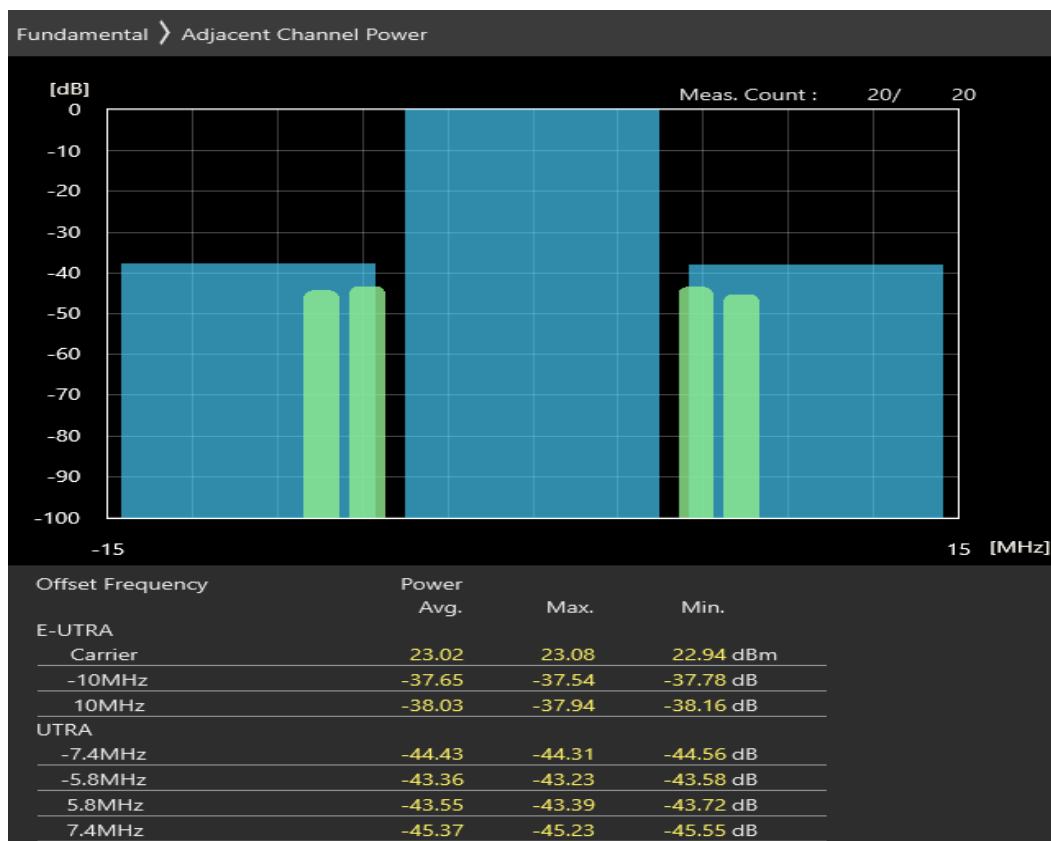 Fundamental 〉 Adjacent Channel Power
[dB]
Meas. Count : 20/ 20
0
-10
-20
-30
-40
-50
-60
-70
-80
-90
-100
-15 15 [MHz]
Offset Frequency Power
Avg. Max. Min.
E-UTRA
Carrier 23.02 23.08 22.94 dBm
-10MHz -37.65 -37.54 -37.78 dB
10MHz -38.03 -37.94 -38.16 dB
UTRA
-7.4MHz -44.43 -44.31 -44.56 dB
-5.8MHz -43.36 -43.23 -43.58 dB
5.8MHz -43.55 -43.39 -43.72 dB
7.4MHz -45.37 -45.23 -45.55 dB